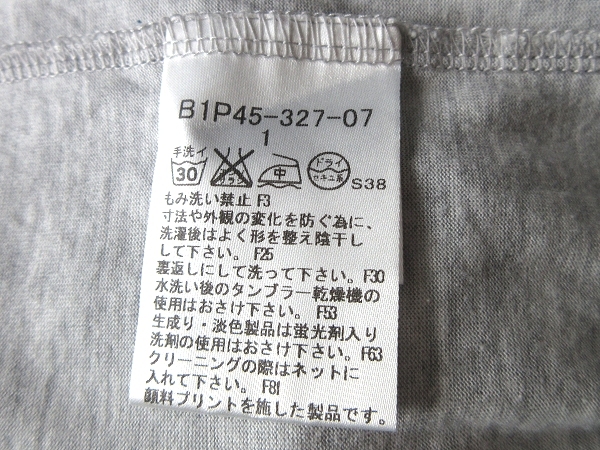 B1P45-327-07
1
手洗イ 30 エンソサラシ 中 ドライ セキユ系 S38
もみ洗い禁止 F3
寸法や外観の変化を防ぐ為に、
洗濯後はよく形を整え陰干し
して下さい。 F25
裏返しにして洗って下さい。F30
水洗い後のタンブラー乾燥機の
使用はおさけ下さい。 F53
生成り・淡色製品は蛍光剤入り
洗剤の使用はおさけ下さい。F63
クリーニングの際はネットに
入れて下さい。 F81
顔料プリントを施した製品です。